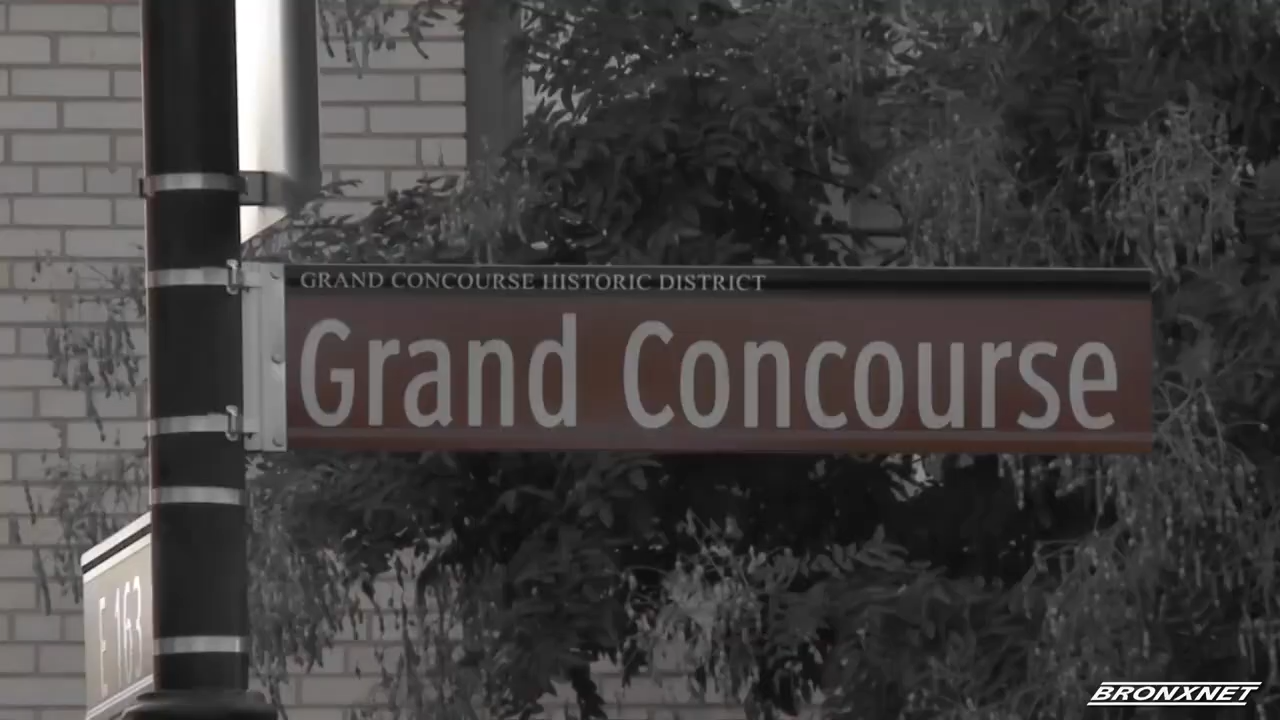 GRAND CONCOURSE HISTORIC DISTRICT
Grand Concourse
E 163
BRONXNET